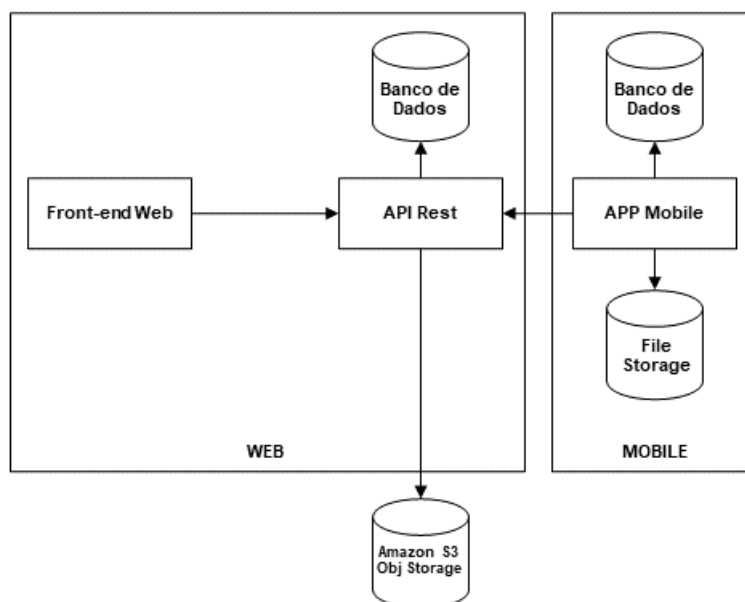 Banco de
Dados
Banco de
Dados
Front-end Web
API Rest
APP Mobile
File
Storage
WEB
MOBILE
Amazon S3
Obj Storage